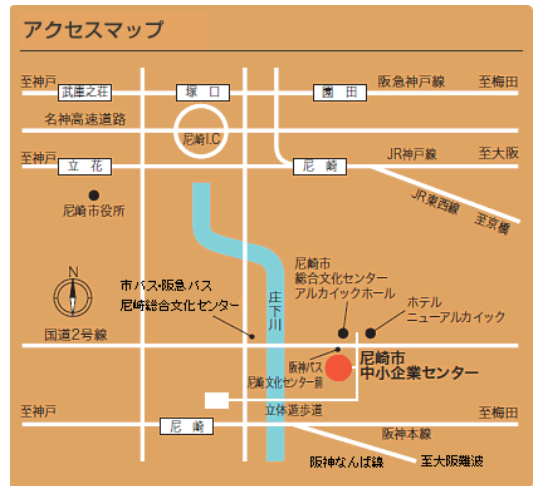 アクセスマップ
至神戸
武庫之荘
塚口
園田
阪急神戸線
至梅田
名神高速道路
尼崎I.C
至神戸
立花
尼崎
JR神戸線
至大阪
JR東西線
至京橋
尼崎市役所
N
市バス・阪急バス
尼崎総合文化センター
庄下川
尼崎市
総合文化センター
アルカイックホール
ホテル
ニューアルカイック
国道2号線
阪神バス
尼崎文化センター前
尼崎市
中小企業センター
立体遊歩道
至神戸
尼崎
至梅田
阪神本線
阪神なんば線
至大阪難波